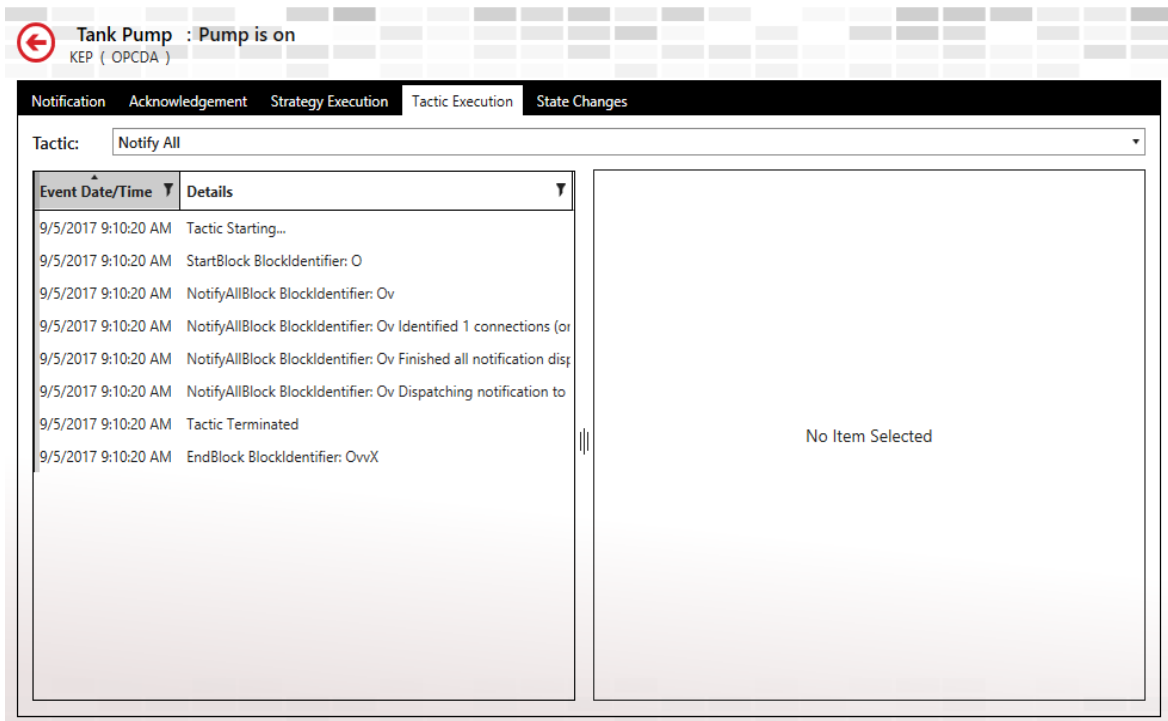 Tank Pump : Pump is on
KEP ( OPCDA )
Notification Acknowledgement Strategy Execution Tactic Execution State Changes
Tactic: Notify All
Event Date/Time Details
9/5/2017 9:10:20 AM Tactic Starting...
9/5/2017 9:10:20 AM StartBlock BlockIdentifier: O
9/5/2017 9:10:20 AM NotifyAllBlock BlockIdentifier: Ov
9/5/2017 9:10:20 AM NotifyAllBlock BlockIdentifier: Ov Identified 1 connections (or
9/5/2017 9:10:20 AM NotifyAllBlock BlockIdentifier: Ov Finished all notification disp
9/5/2017 9:10:20 AM NotifyAllBlock BlockIdentifier: Ov Dispatching notification to
9/5/2017 9:10:20 AM Tactic Terminated
9/5/2017 9:10:20 AM EndBlock BlockIdentifier: OvvX
No Item Selected